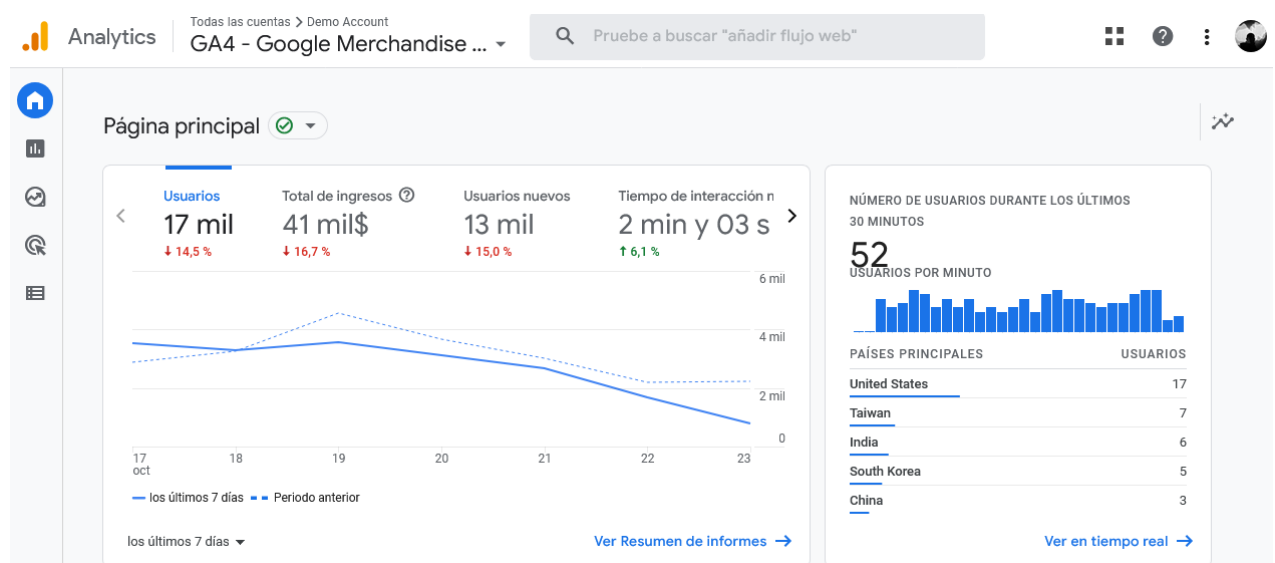 Analytics
Todas las cuentas > Demo Account
GA4 - Google Merchandise ...
Pruebe a buscar "añadir flujo web"
Página principal
Usuarios
17 mil
↓ 14,5 %
Total de ingresos
41 mil$
↓ 16,7 %
Usuarios nuevos
13 mil
↓ 15,0 %
Tiempo de interacción n
2 min y 03 s
↑ 6,1 %
6 mil
4 mil
2 mil
0
17 oct
18
19
20
21
22
23
los últimos 7 días
Periodo anterior
los últimos 7 días
Ver Resumen de informes
NÚMERO DE USUARIOS DURANTE LOS ÚLTIMOS
30 MINUTOS
52
USUARIOS POR MINUTO
PAÍSES PRINCIPALES USUARIOS
United States 17
Taiwan 7
India 6
South Korea 5
China 3
Ver en tiempo real